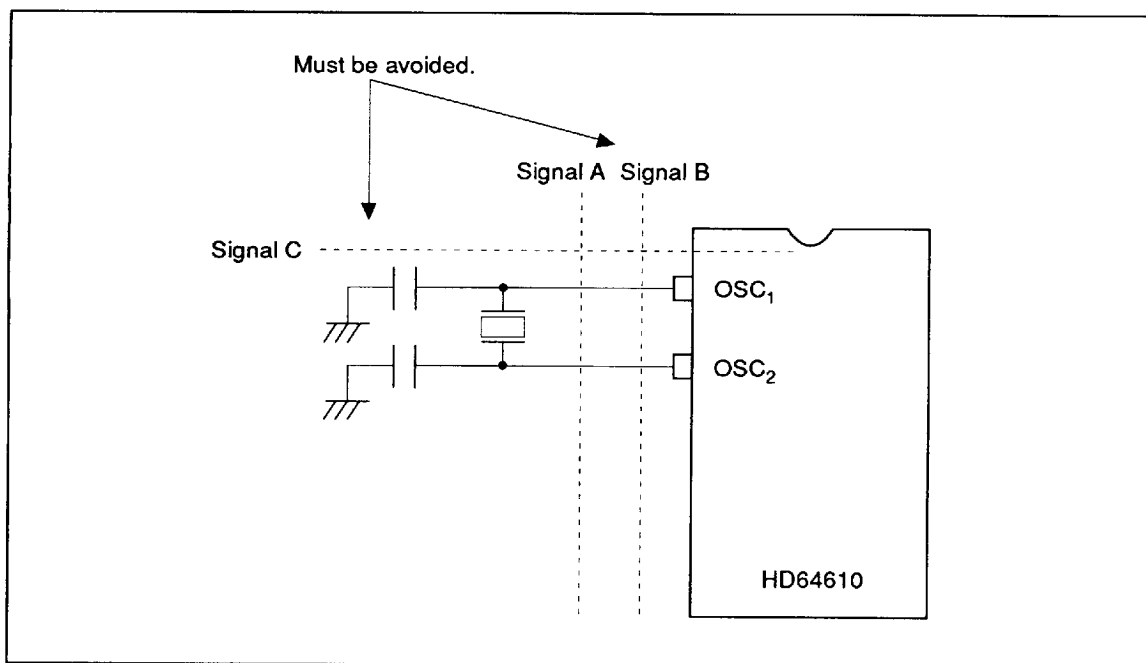 Must be avoided.
Signal A Signal B
Signal C
OSC₁
OSC₂
HD64610